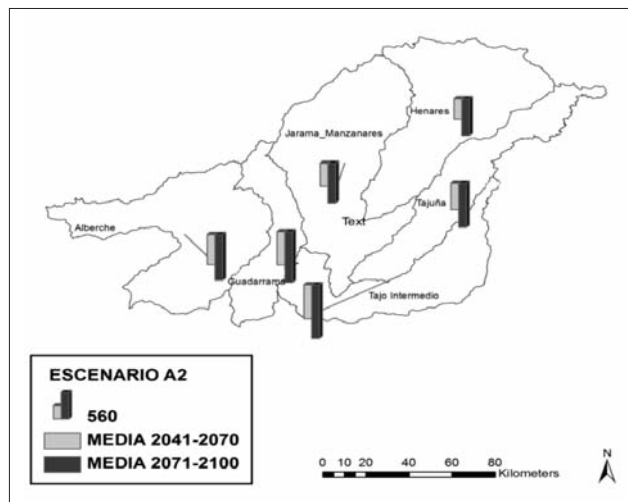 Henares
Jarama_Manzanares
Tajuña
Text
Alberche
Guadarrama
Tajo Intermedio
ESCENARIO A2
560
MEDIA 2041-2070
MEDIA 2071-2100
N
0 10 20 40 60 80
Kilometers